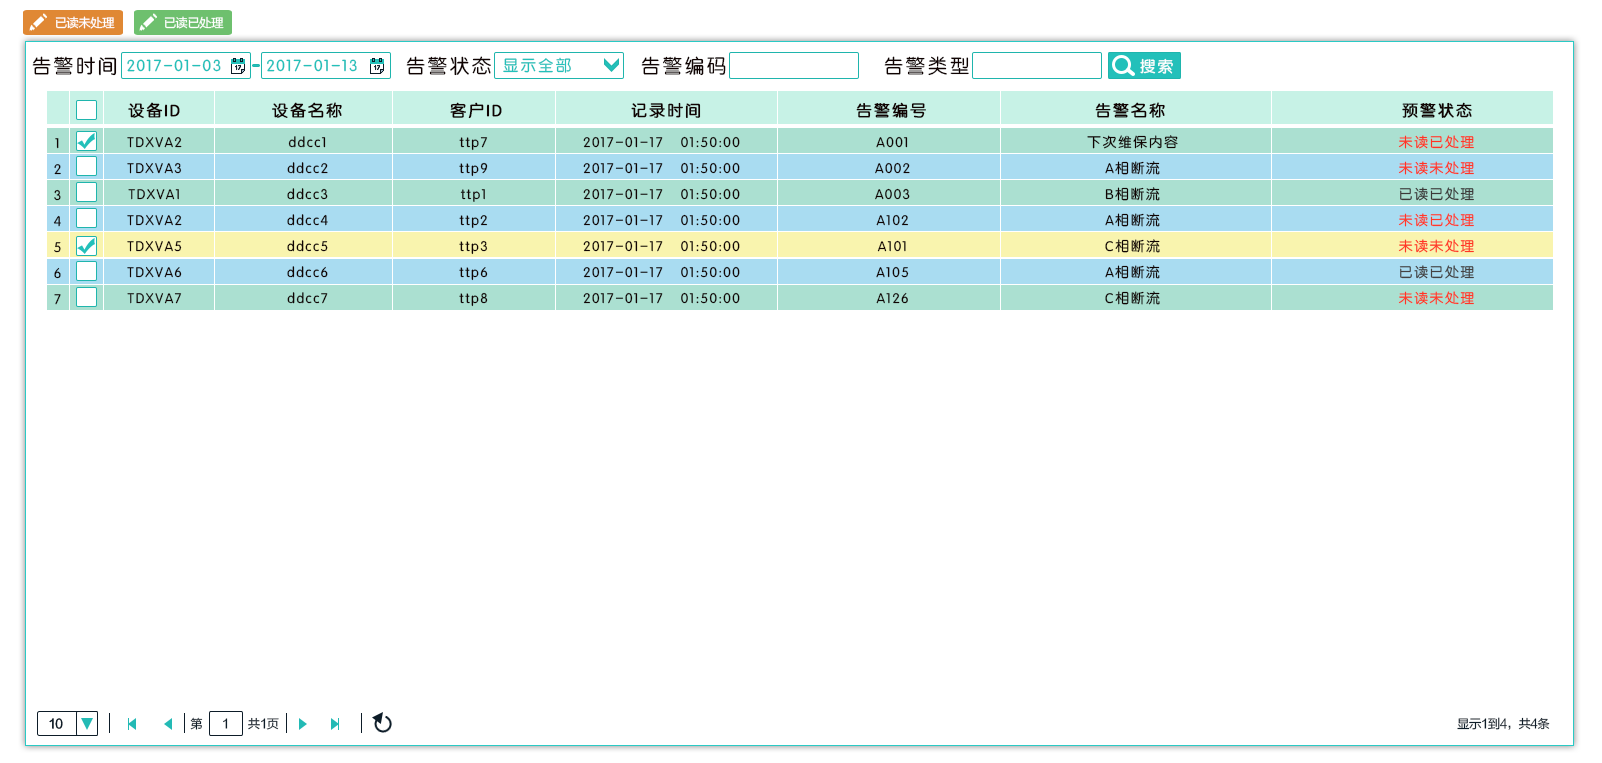 已读未处理 已读已处理
告警时间 2017-01-03 - 2017-01-13 告警状态 显示全部 告警编码 告警类型 搜索
设备ID 设备名称 客户ID 记录时间 告警编号 告警名称 预警状态
1 TDXVA2 ddcc1 ttp7 2017-01-17 01:50:00 A001 下次维保内容 未读已处理
2 TDXVA3 ddcc2 ttp9 2017-01-17 01:50:00 A002 A相断流 未读未处理
3 TDXVA1 ddcc3 ttp1 2017-01-17 01:50:00 A003 B相断流 已读已处理
4 TDXVA2 ddcc4 ttp2 2017-01-17 01:50:00 A102 A相断流 未读已处理
5 TDXVA5 ddcc5 ttp3 2017-01-17 01:50:00 A101 C相断流 未读未处理
6 TDXVA6 ddcc6 ttp6 2017-01-17 01:50:00 A105 A相断流 已读已处理
7 TDXVA7 ddcc7 ttp8 2017-01-17 01:50:00 A126 C相断流 未读未处理
10 第 1 共1页 显示1到4，共4条